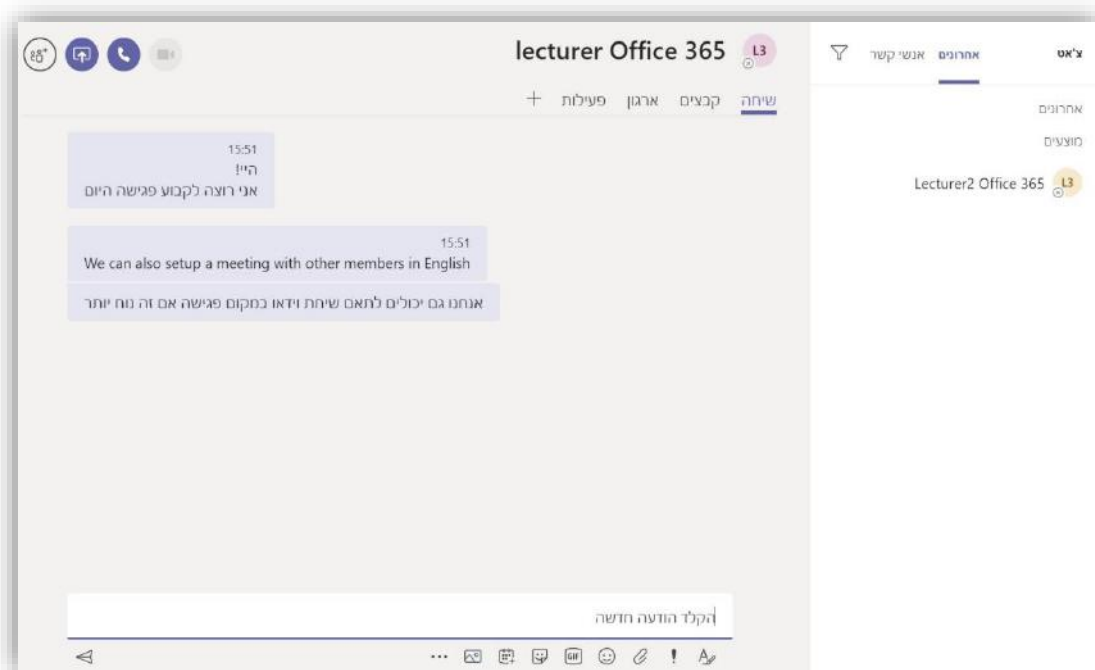 צ'אט
אחרונים
אנשי קשר
אחרונים
מוצעים
L3
Lecturer2 Office 365
L3
lecturer Office 365
שיחה
קבצים
ארגון
פעילות
+
15:51
היי!
אני רוצה לקבוע פגישה היום
15:51
We can also setup a meeting with other members in English
אנחנו גם יכולים לתאם שיחת וידאו במקום פגישה אם זה נוח יותר
הקלד הודעה חדשה
GIF